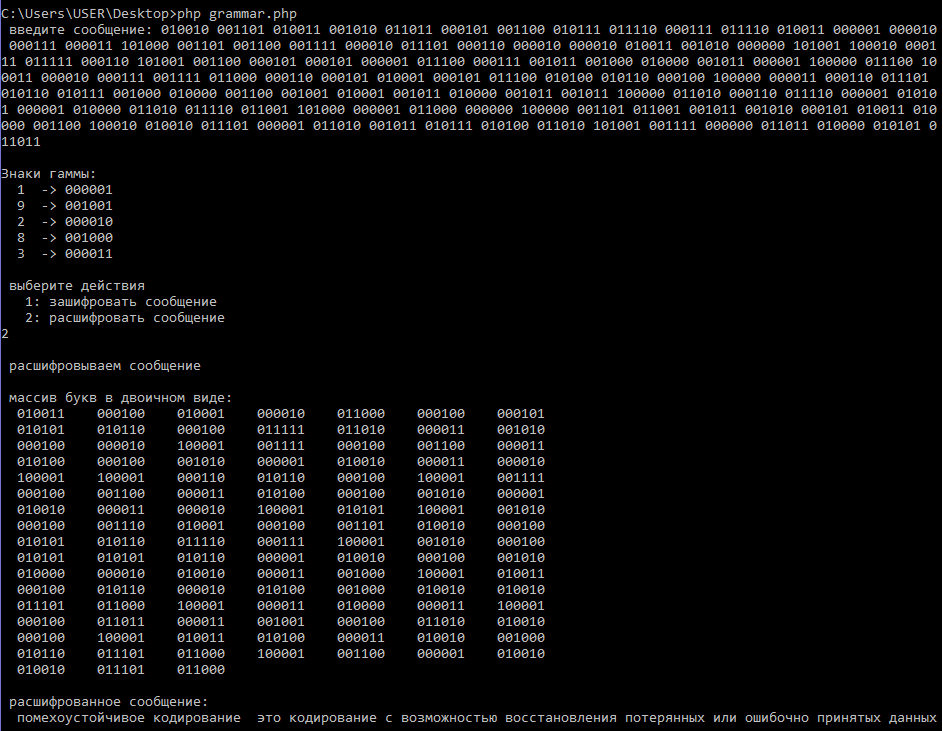 C:\Users\USER\Desktop>php grammar.php
введите сообщение: 010010 001101 010011 001010 011011 000101 001100 010111 011110 000111 011110 010011 000001 000010
000111 000011 101000 001101 001100 001111 000010 011101 000110 000010 000010 010011 001010 000000 101001 100010 0001
11 011111 000110 101001 001100 000101 000101 000001 011100 000111 001011 001000 010000 001011 000001 100000 011100 10
0011 000010 000111 001111 011000 000110 000101 010001 000101 011100 010100 010110 000100 100000 000011 000110 011101
010110 010111 001000 010000 001100 001001 010001 001011 010000 001011 001011 100000 011010 000110 011110 000001 01010
1 000001 010000 011010 011110 011001 101000 000001 011000 000000 100000 001101 011001 001011 001010 000101 010011 010
000 001100 100010 010010 011101 000001 011010 001011 010111 010100 011010 101001 001111 000000 011011 010000 010101 0
11011
Знаки гаммы:
1 -> 000001
9 -> 001001
2 -> 000010
8 -> 001000
3 -> 000011
выберите действия
1: зашифровать сообщение
2: расшифровать сообщение
2
расшифровываем сообщение
массив букв в двоичном виде:
010011 000100 010001 000010 011000 000100 000101
010101 010110 000100 011111 011010 000011 001010
000100 000010 100001 001111 000100 001100 000011
010100 000100 001010 000001 010010 000011 000010
100001 100001 000110 010110 000100 100001 001111
000100 001100 000011 010100 000100 001010 000001
010010 000011 000010 100001 010101 100001 001010
000100 001110 010001 000100 001101 010010 000100
010101 010110 011110 000111 100001 001010 000100
010101 010101 010110 000001 010010 000100 001010
010000 000010 010010 000011 001000 100001 010011
000100 010110 000010 010100 001000 010010 010010
011101 011000 100001 000011 010000 000011 100001
000100 011011 000011 001001 000100 011010 010010
000100 100001 010011 010100 000011 010010 001000
010110 011101 011000 100001 001100 000001 010010
010010 011101 011000
расшифрованное сообщение:
помехоустойчивое кодирование  это кодирование с возможностью восстановления потерянных или ошибочно принятых данных